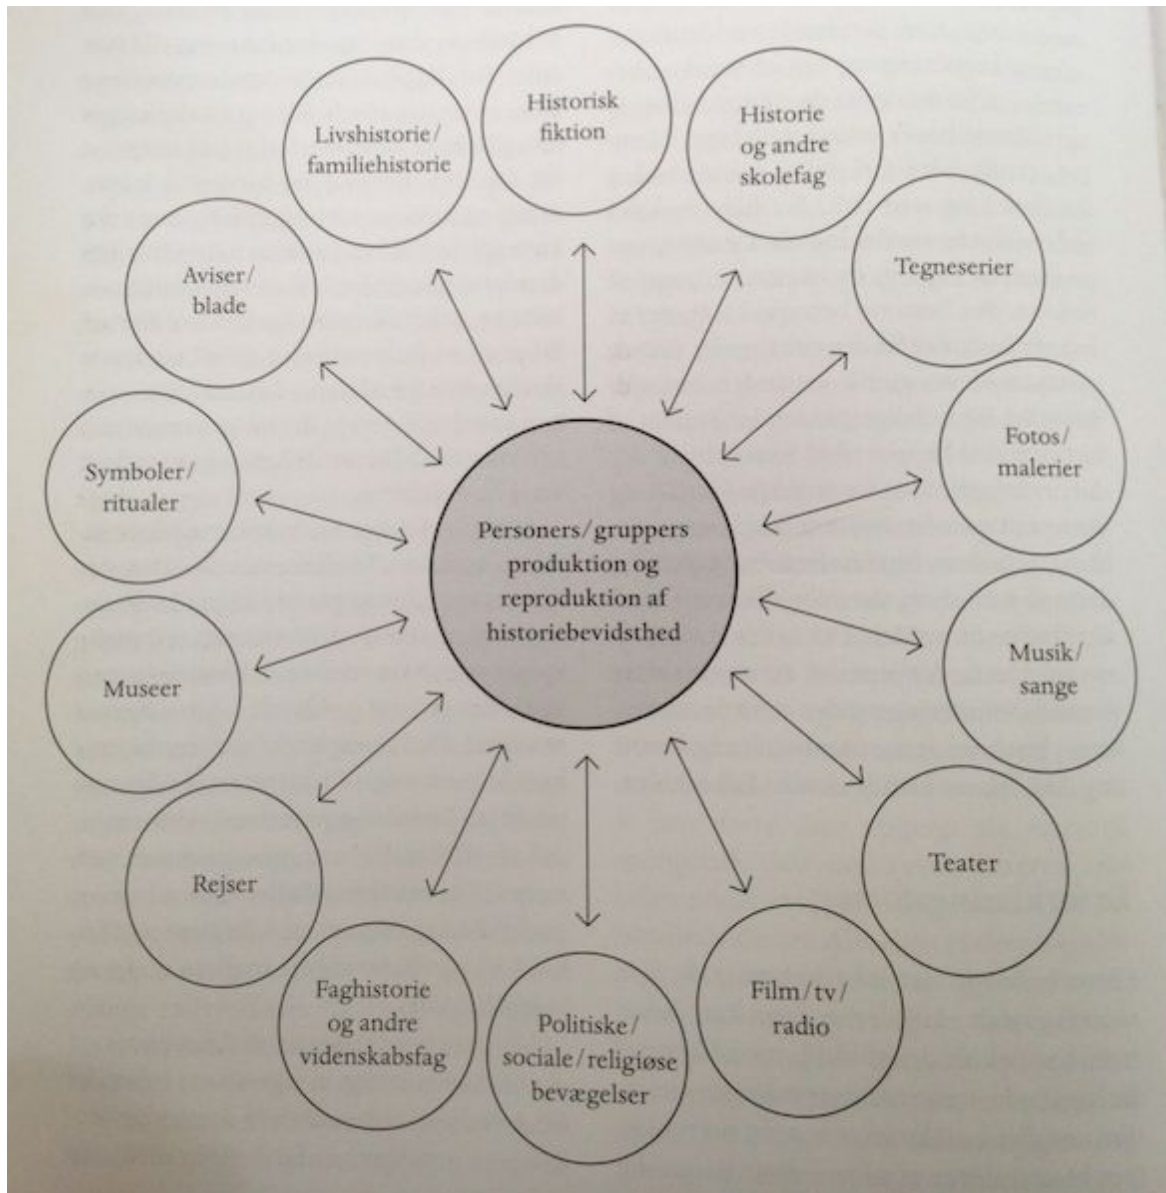 Historisk
fiktion
Historie
og andre
skolefag
Tegneserier
Fotos/
malerier
Musik/
sange
Teater
Film/tv/
radio
Politiske/
sociale/religiøse
bevægelser
Faghistorie
og andre
videnskabsfag
Rejser
Museer
Symboler/
ritualer
Aviser/
blade
Livshistorie/
familiehistorie
Personers/gruppers
produktion og
reproduktion af
historiebevidsthed